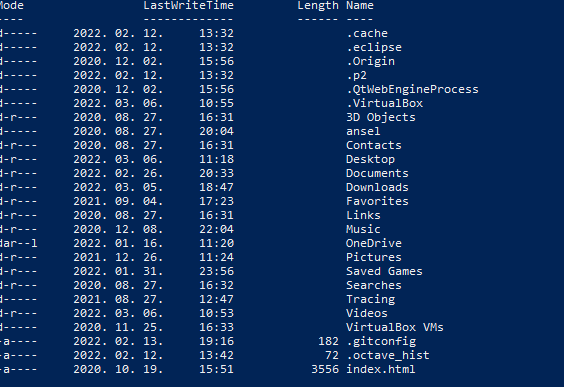 Mode LastWriteTime Length Name
---- ------------- ------ ----
d----- 2022. 02. 12. 13:32 .cache
d----- 2022. 02. 12. 13:32 .eclipse
d----- 2020. 12. 02. 15:56 .Origin
d----- 2022. 02. 12. 13:32 .p2
d----- 2020. 12. 02. 15:56 .QtWebEngineProcess
d----- 2022. 03. 06. 10:55 .VirtualBox
d-r--- 2020. 08. 27. 16:31 3D Objects
d----- 2020. 08. 27. 20:04 ansel
d-r--- 2020. 08. 27. 16:31 Contacts
d-r--- 2022. 03. 06. 11:18 Desktop
d-r--- 2022. 02. 26. 20:33 Documents
d-r--- 2022. 03. 05. 18:47 Downloads
d-r--- 2021. 09. 04. 17:23 Favorites
d-r--- 2020. 08. 27. 16:31 Links
d-r--- 2020. 12. 08. 22:04 Music
dar--l 2022. 01. 16. 11:20 OneDrive
d-r--- 2021. 12. 26. 11:24 Pictures
d-r--- 2022. 01. 31. 23:56 Saved Games
d-r--- 2020. 08. 27. 16:32 Searches
d----- 2021. 08. 27. 12:47 Tracing
d-r--- 2022. 03. 06. 10:53 Videos
d----- 2020. 11. 25. 16:33 VirtualBox VMs
-a---- 2022. 02. 13. 19:16 182 .gitconfig
-a---- 2022. 02. 12. 13:42 72 .octave_hist
-a---- 2020. 10. 19. 15:51 3556 index.html